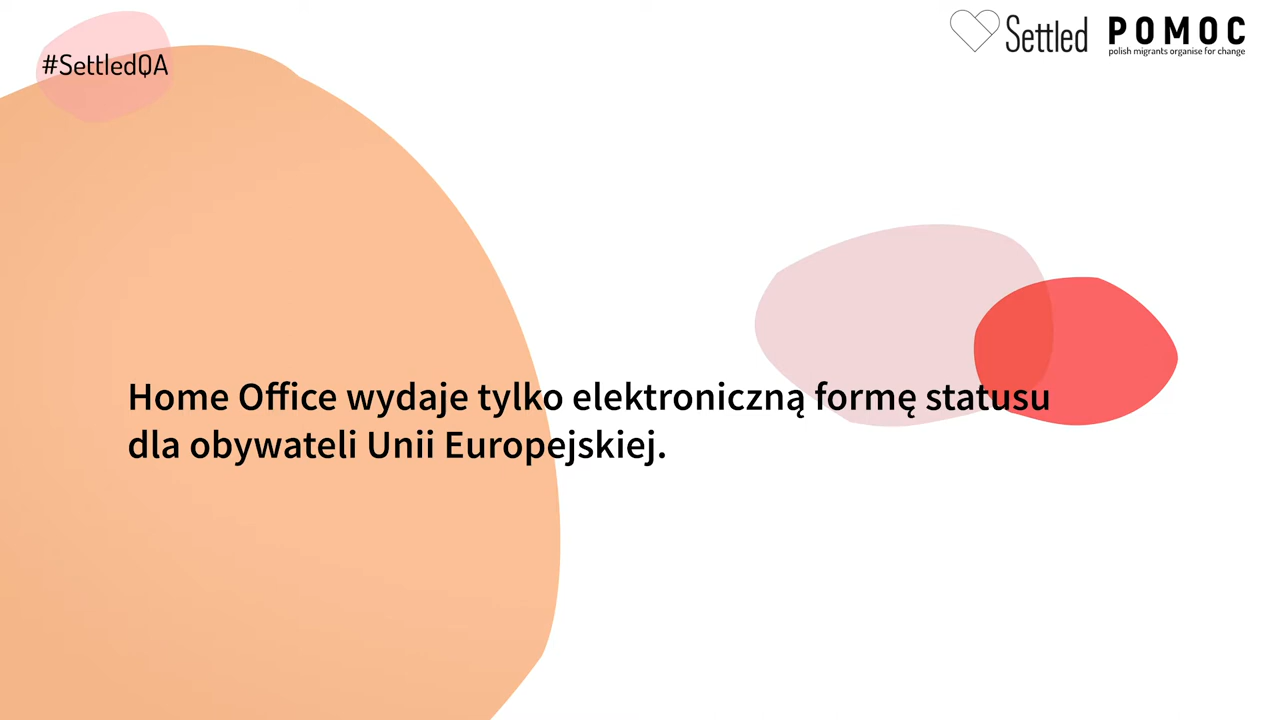 #SettledQA
Settled
POMOC
polish migrants organise for change
Home Office wydaje tylko elektroniczną formę statusu
dla obywateli Unii Europejskiej.